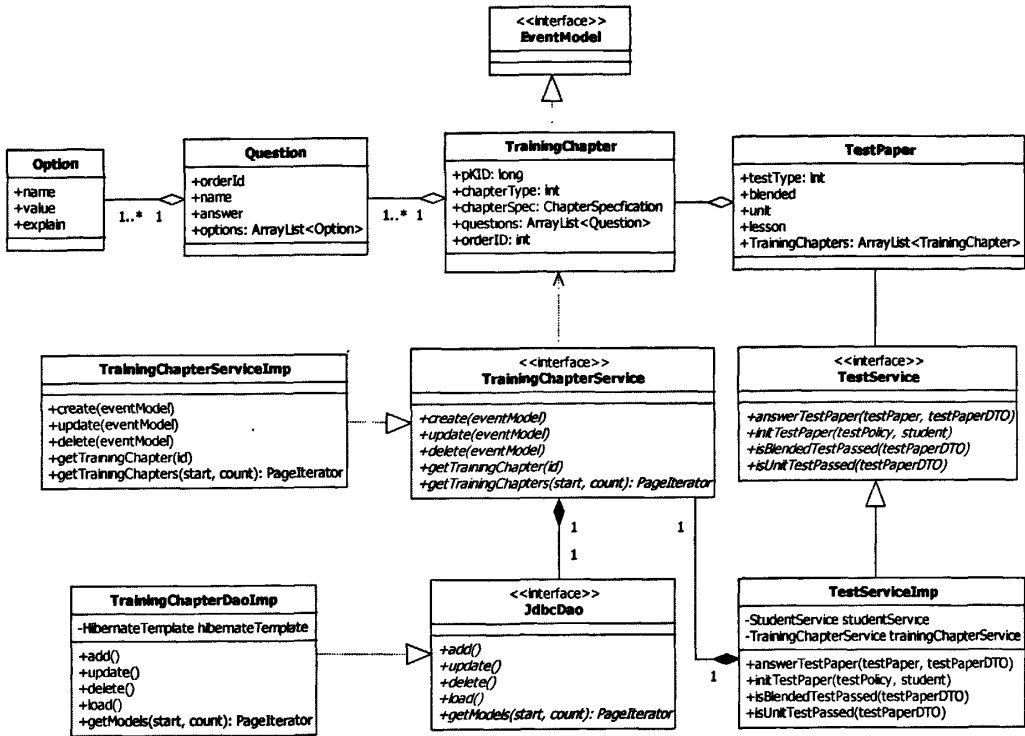 <<interface>>
EventModel
Option
+name
+value
+explain
1..* 1
Question
+orderId
+name
+answer
+options: ArrayList<Option>
1..* 1
TrainingChapter
+pKID: long
+chapterType: int
+chapterSpec: ChapterSpecfication
+questions: ArrayList<Question>
+orderID: int
TestPaper
+testType: int
+blended
+unit
+lesson
+TrainingChapters: ArrayList<TrainingChapter>
TrainingChapterServiceImp
+create(eventModel)
+update(eventModel)
+delete(eventModel)
+getTrainingChapter(id)
+getTrainingChapters(start, count): PageIterator
<<interface>>
TrainingChapterService
+create(eventModel)
+update(eventModel)
+delete(eventModel)
+getTrainingChapter(id)
+getTrainingChapters(start, count): PageIterator
<<interface>>
TestService
+answerTestPaper(testPaper, testPaperDTO)
+initTestPaper(testPolicy, student)
+isBlendedTestPassed(testPaperDTO)
+isUnitTestPassed(testPaperDTO)
1
1
1
1
TrainingChapterDaoImp
-HibernateTemplate hibernateTemplate
+add()
+update()
+delete()
+load()
+getModels(start, count): PageIterator
<<interface>>
JdbcDao
+add()
+update()
+delete()
+load()
+getModels(start, count): PageIterator
TestServiceImp
-StudentService studentService
-TrainingChapterService trainingChapterService
+answerTestPaper(testPaper, testPaperDTO)
+initTestPaper(testPolicy, student)
+isBlendedTestPassed(testPaperDTO)
+isUnitTestPassed(testPaperDTO)